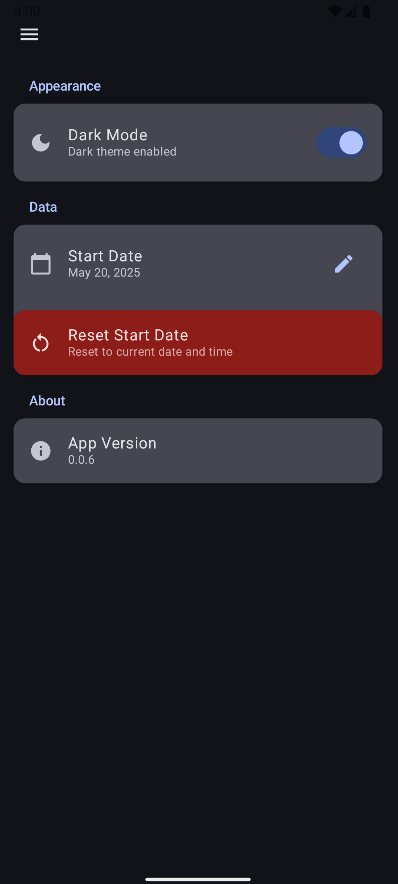 4:00
Appearance
Dark Mode
Dark theme enabled
Data
Start Date
May 20, 2025
Reset Start Date
Reset to current date and time
About
App Version
0.0.6